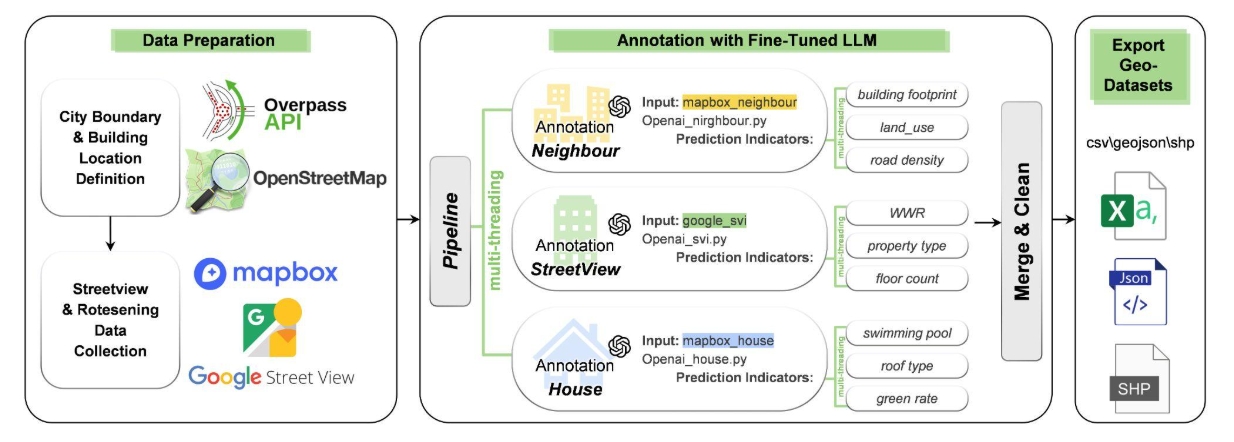 Data Preparation
City Boundary
& Building
Location
Definition
Overpass
API
OpenStreetMap
Streetview
& Rotesening
Data
Collection
mapbox
G
Google Street View
Annotation with Fine-Tuned LLM
Pipeline
multi-threading
Annotation
Neighbour
Input: mapbox_neighbour
Openai_nirghbour.py
Prediction Indicators:
multi-threading
building footprint
land_use
road density
Annotation
StreetView
Input: google_svi
Openai_svi.py
Prediction Indicators:
multi-threading
WWR
property type
floor count
Annotation
House
Input: mapbox_house
Openai_house.py
Prediction Indicators:
multi-threading
swimming pool
roof type
green rate
Merge & Clean
Export
Geo-
Datasets
csv\geojson\shp
X a,
Json
</>
SHP